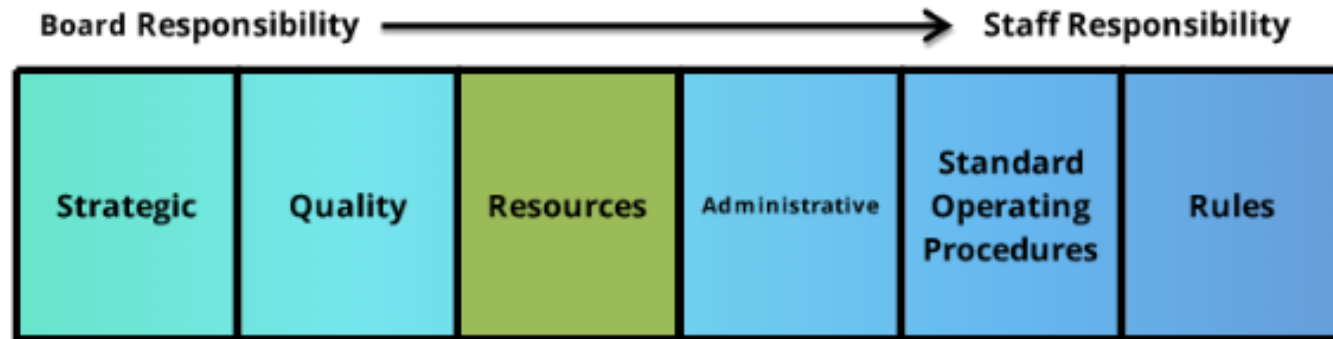 Board Responsibility
Staff Responsibility
Strategic
Quality
Resources
Administrative
Standard
Operating
Procedures
Rules